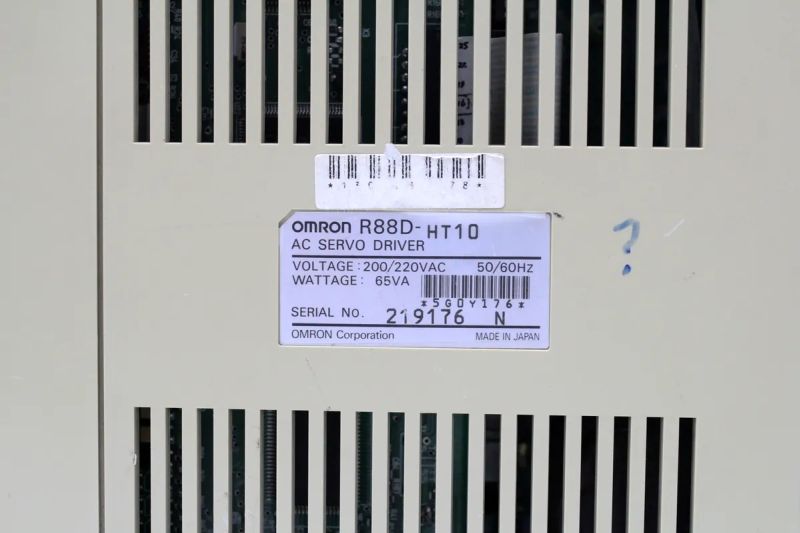 OMRON R88D-HT10
AC SERVO DRIVER
VOLTAGE: 200/220VAC 50/60Hz
WATTAGE: 65VA
*5GDY176*
SERIAL No. 219176 N
OMRON Corporation MADE IN JAPAN
?